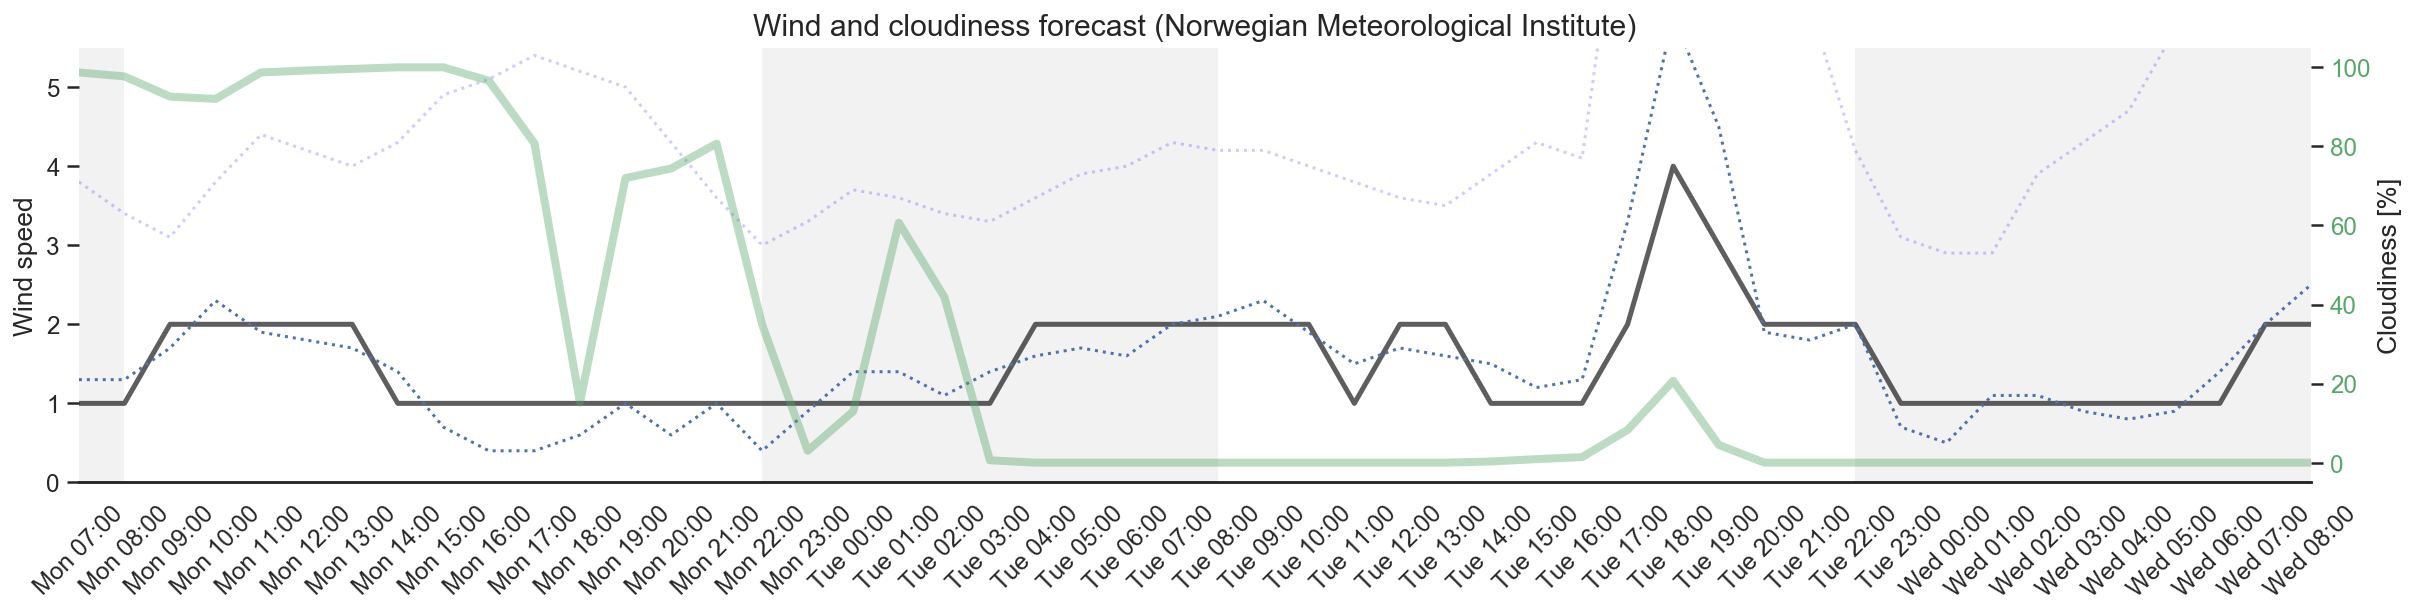 Wind and cloudiness forecast (Norwegian Meteorological Institute)
Wind speed
5
4
3
2
1
0
100
80
60
40
20
0
Cloudiness [%]
Mon 07:00
Mon 08:00
Mon 09:00
Mon 10:00
Mon 11:00
Mon 12:00
Mon 13:00
Mon 14:00
Mon 15:00
Mon 16:00
Mon 17:00
Mon 18:00
Mon 19:00
Mon 20:00
Mon 21:00
Mon 22:00
Mon 23:00
Tue 00:00
Tue 01:00
Tue 02:00
Tue 03:00
Tue 04:00
Tue 05:00
Tue 06:00
Tue 07:00
Tue 08:00
Tue 09:00
Tue 10:00
Tue 11:00
Tue 12:00
Tue 13:00
Tue 14:00
Tue 15:00
Tue 16:00
Tue 17:00
Tue 18:00
Tue 19:00
Tue 20:00
Tue 21:00
Tue 22:00
Tue 23:00
Wed 00:00
Wed 01:00
Wed 02:00
Wed 03:00
Wed 04:00
Wed 05:00
Wed 06:00
Wed 07:00
Wed 08:00